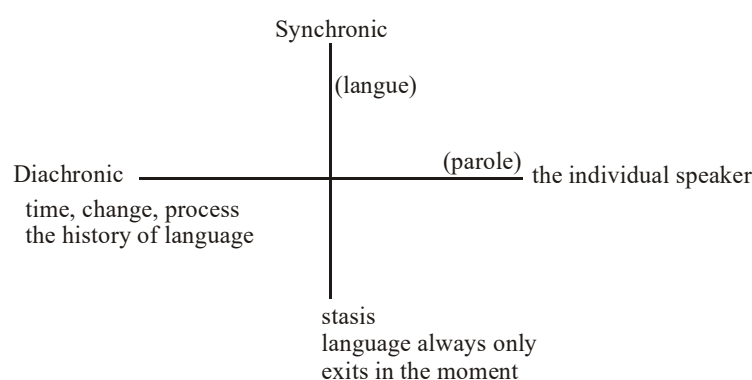 Synchronic
(langue)
(parole)
Diachronic
the individual speaker
time, change, process
the history of language
stasis
language always only
exits in the moment